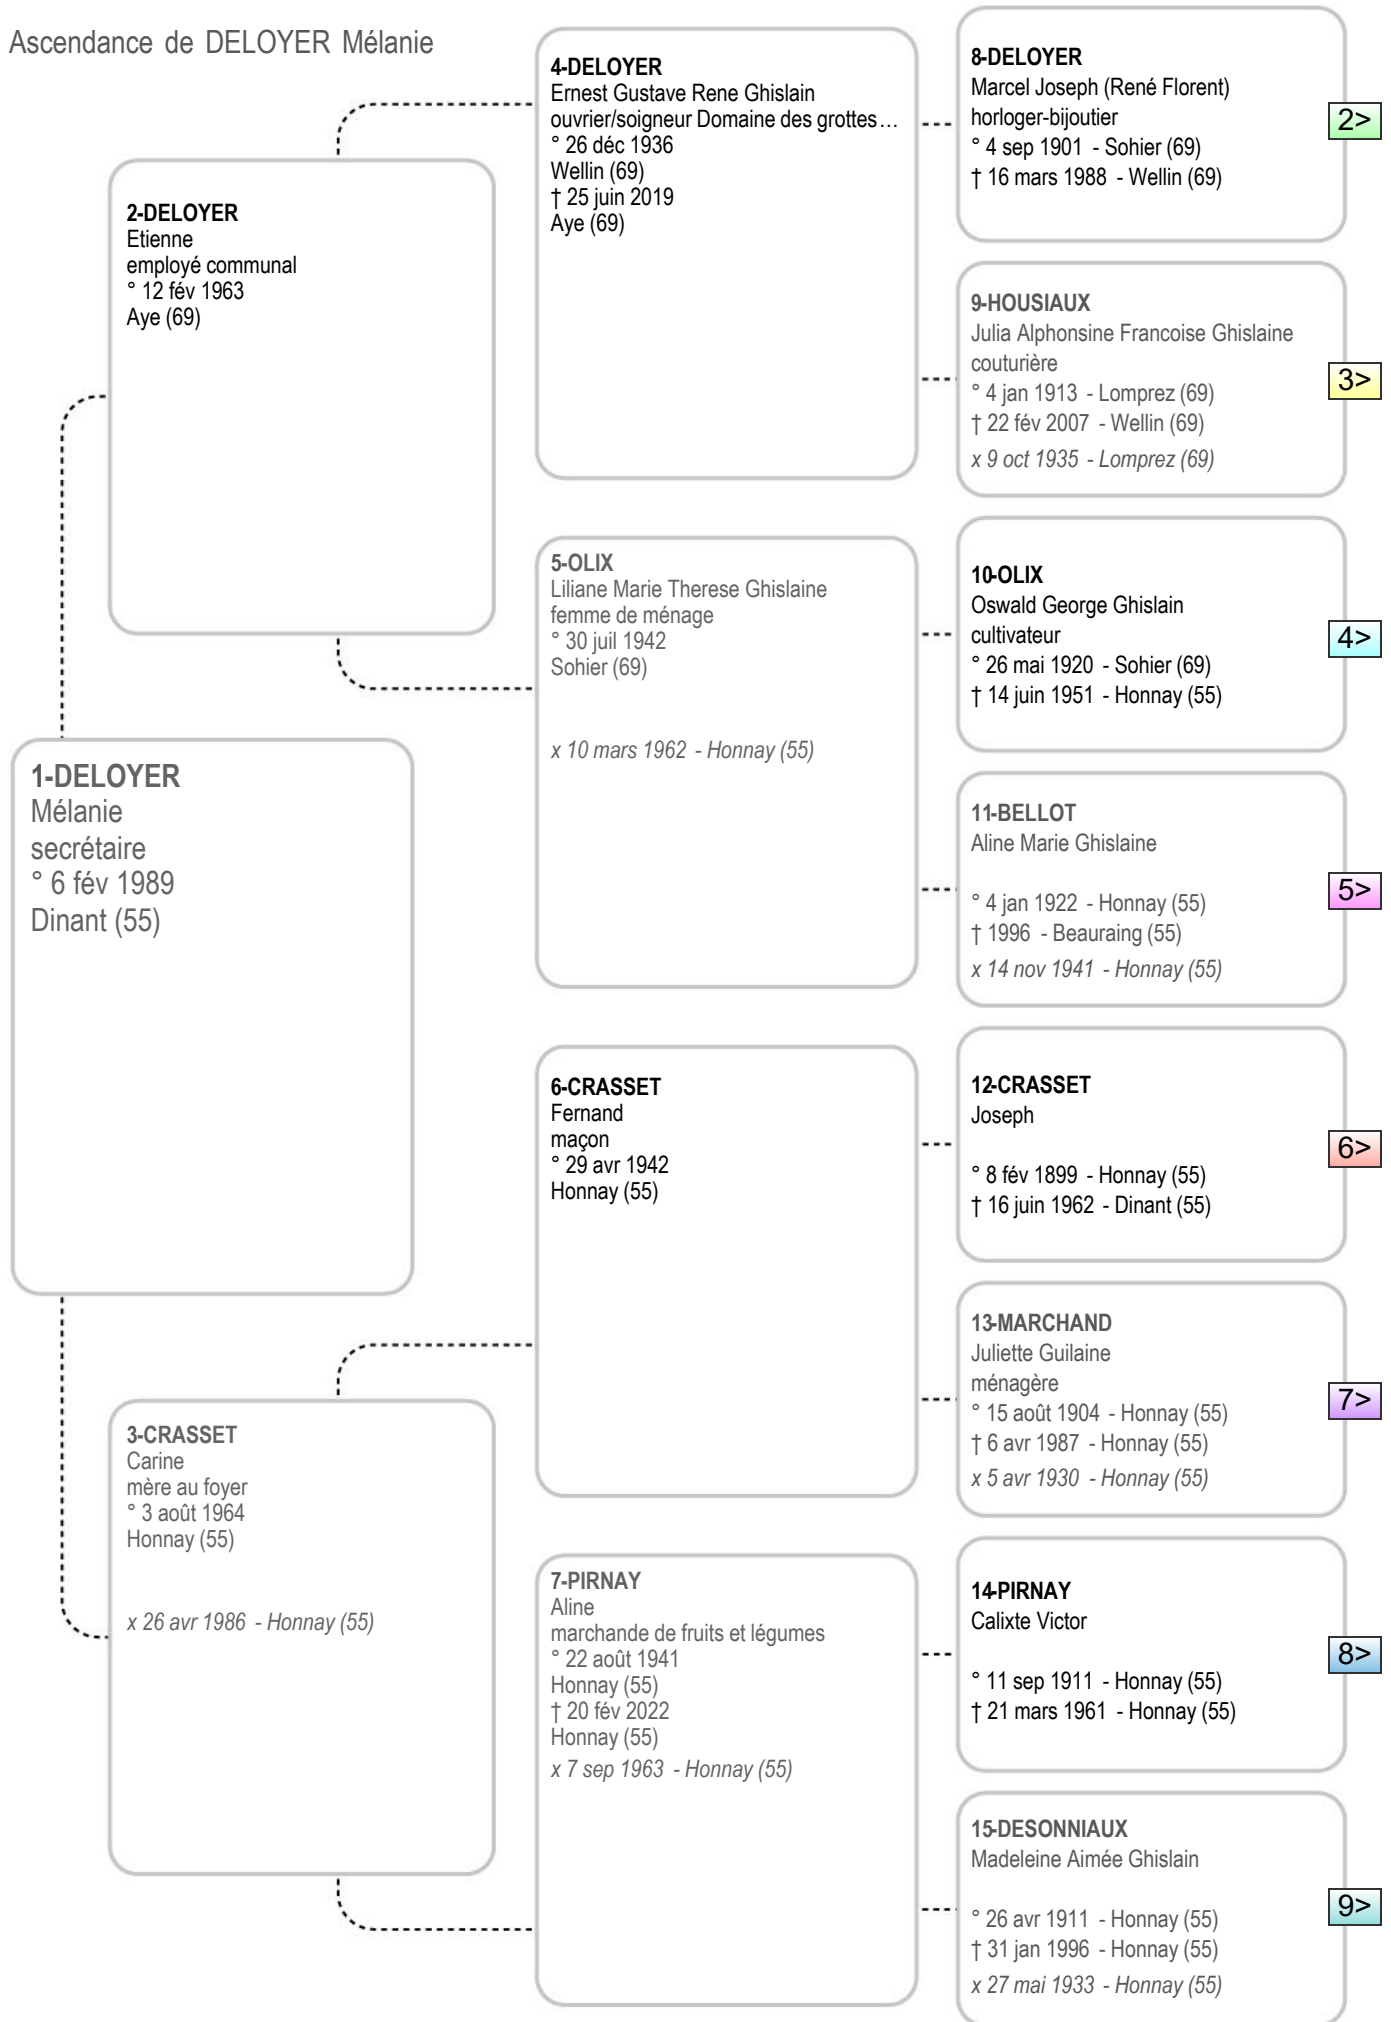 Ascendance de DELOYER Mélanie
1-DELOYER
Mélanie
secrétaire
° 6 fév 1989
Dinant (55)
2-DELOYER
Etienne
employé communal
° 12 fév 1963
Aye (69)
3-CRASSET
Carine
mère au foyer
° 3 août 1964
Honnay (55)
x 26 avr 1986 - Honnay (55)
4-DELOYER
Ernest Gustave Rene Ghislain
ouvrier/soigneur Domaine des grottes…
° 26 déc 1936
Wellin (69)
† 25 juin 2019
Aye (69)
5-OLIX
Liliane Marie Therese Ghislaine
femme de ménage
° 30 juil 1942
Sohier (69)
x 10 mars 1962 - Honnay (55)
6-CRASSET
Fernand
maçon
° 29 avr 1942
Honnay (55)
7-PIRNAY
Aline
marchande de fruits et légumes
° 22 août 1941
Honnay (55)
† 20 fév 2022
Honnay (55)
x 7 sep 1963 - Honnay (55)
8-DELOYER
Marcel Joseph (René Florent)
horloger-bijoutier
° 4 sep 1901 - Sohier (69)
† 16 mars 1988 - Wellin (69)
2>
9-HOUSIAUX
Julia Alphonsine Francoise Ghislaine
couturière
° 4 jan 1913 - Lomprez (69)
† 22 fév 2007 - Wellin (69)
x 9 oct 1935 - Lomprez (69)
3>
10-OLIX
Oswald George Ghislain
cultivateur
° 26 mai 1920 - Sohier (69)
† 14 juin 1951 - Honnay (55)
4>
11-BELLOT
Aline Marie Ghislaine
° 4 jan 1922 - Honnay (55)
† 1996 - Beauraing (55)
x 14 nov 1941 - Honnay (55)
5>
12-CRASSET
Joseph
° 8 fév 1899 - Honnay (55)
† 16 juin 1962 - Dinant (55)
6>
13-MARCHAND
Juliette Guilaine
ménagère
° 15 août 1904 - Honnay (55)
† 6 avr 1987 - Honnay (55)
x 5 avr 1930 - Honnay (55)
7>
14-PIRNAY
Calixte Victor
° 11 sep 1911 - Honnay (55)
† 21 mars 1961 - Honnay (55)
8>
15-DESONNIAUX
Madeleine Aimée Ghislain
° 26 avr 1911 - Honnay (55)
† 31 jan 1996 - Honnay (55)
x 27 mai 1933 - Honnay (55)
9>